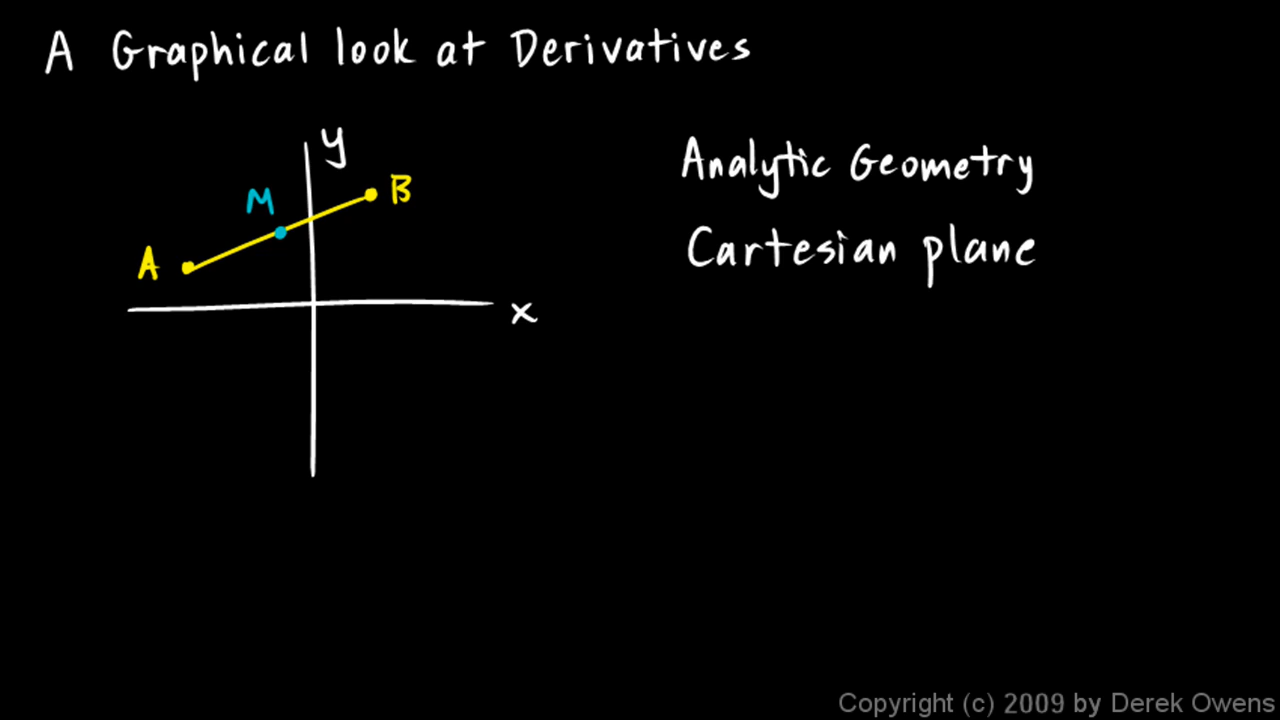 A Graphical look at Derivatives
y
M
B
A
x
Analytic Geometry
Cartesian plane
Copyright (c) 2009 by Derek Owens